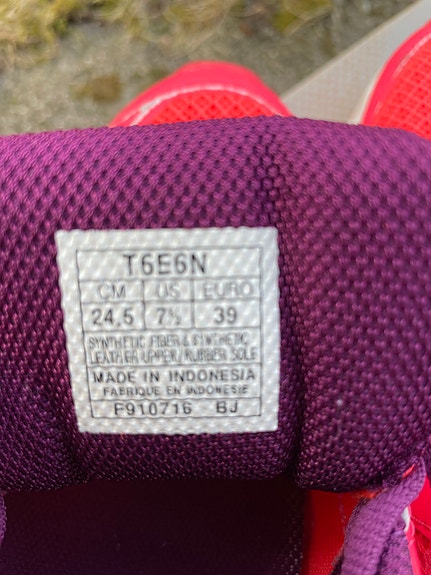 T6E6N
CM US EURO
24,5 7½ 39
SYNTHETIC FIBER & SYNTHETIC
LEATHER UPPER/RUBBER SOLE
MADE IN INDONESIA
FABRIQUE EN INDONESIE
F910716 BJ